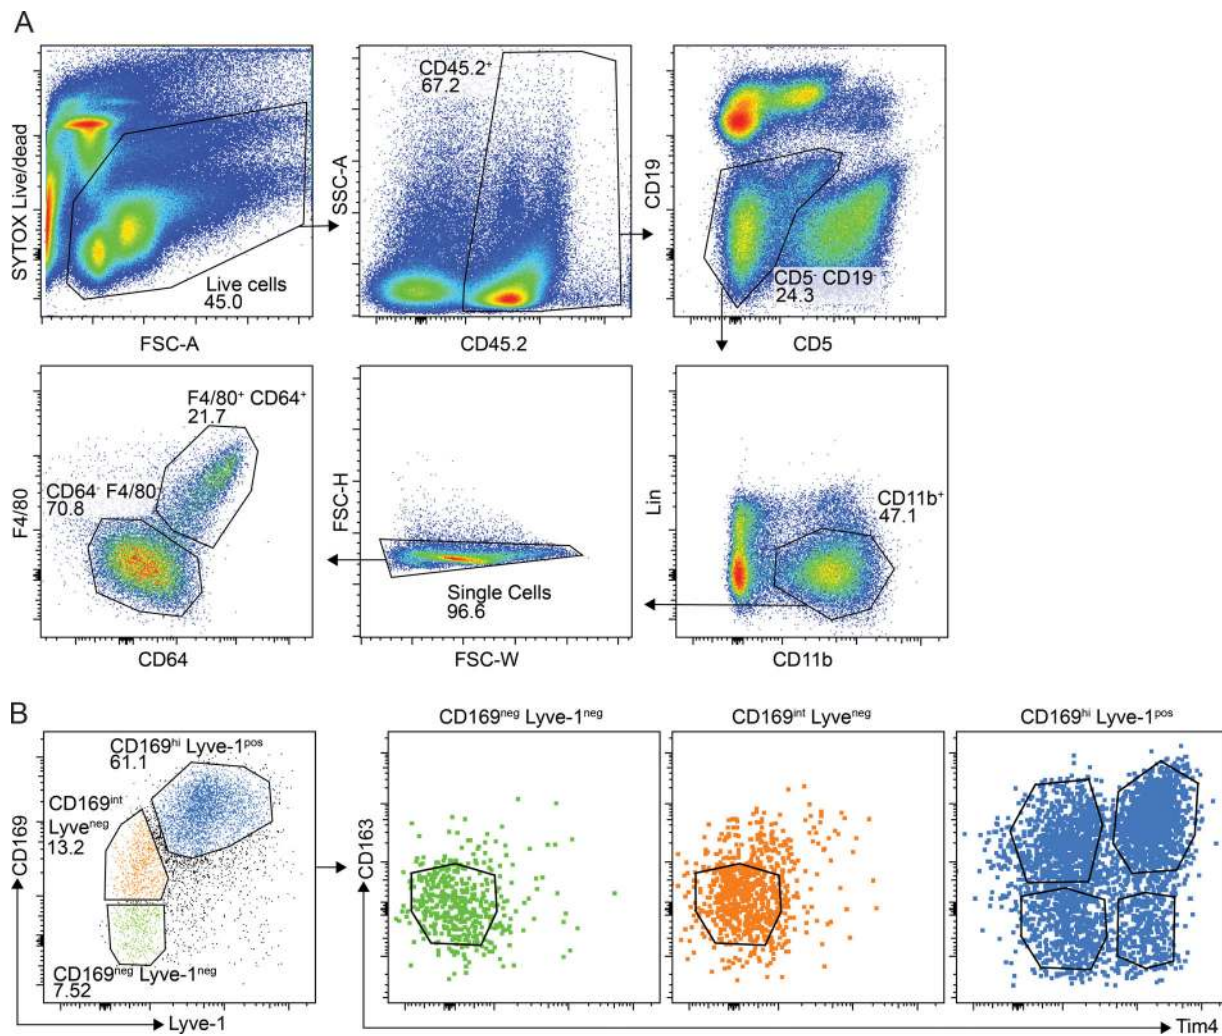 A
SYTOX Live/dead
Live cells
45.0
FSC-A
SSC-A
CD45.2+
67.2
CD45.2
CD19
CD5- CD19-
24.3
CD5
F4/80
F4/80+ CD64+
21.7
CD64- F4/80-
70.8
CD64
FSC-H
Single Cells
96.6
FSC-W
Lin
CD11b+
47.1
CD11b
B
CD169
CD169hi Lyve-1pos
61.1
CD169int
Lyveneg
13.2
CD169neg Lyve-1neg
7.52
Lyve-1
CD163
CD169neg Lyve-1neg
CD169int Lyveneg
CD169hi Lyve-1pos
Tim4